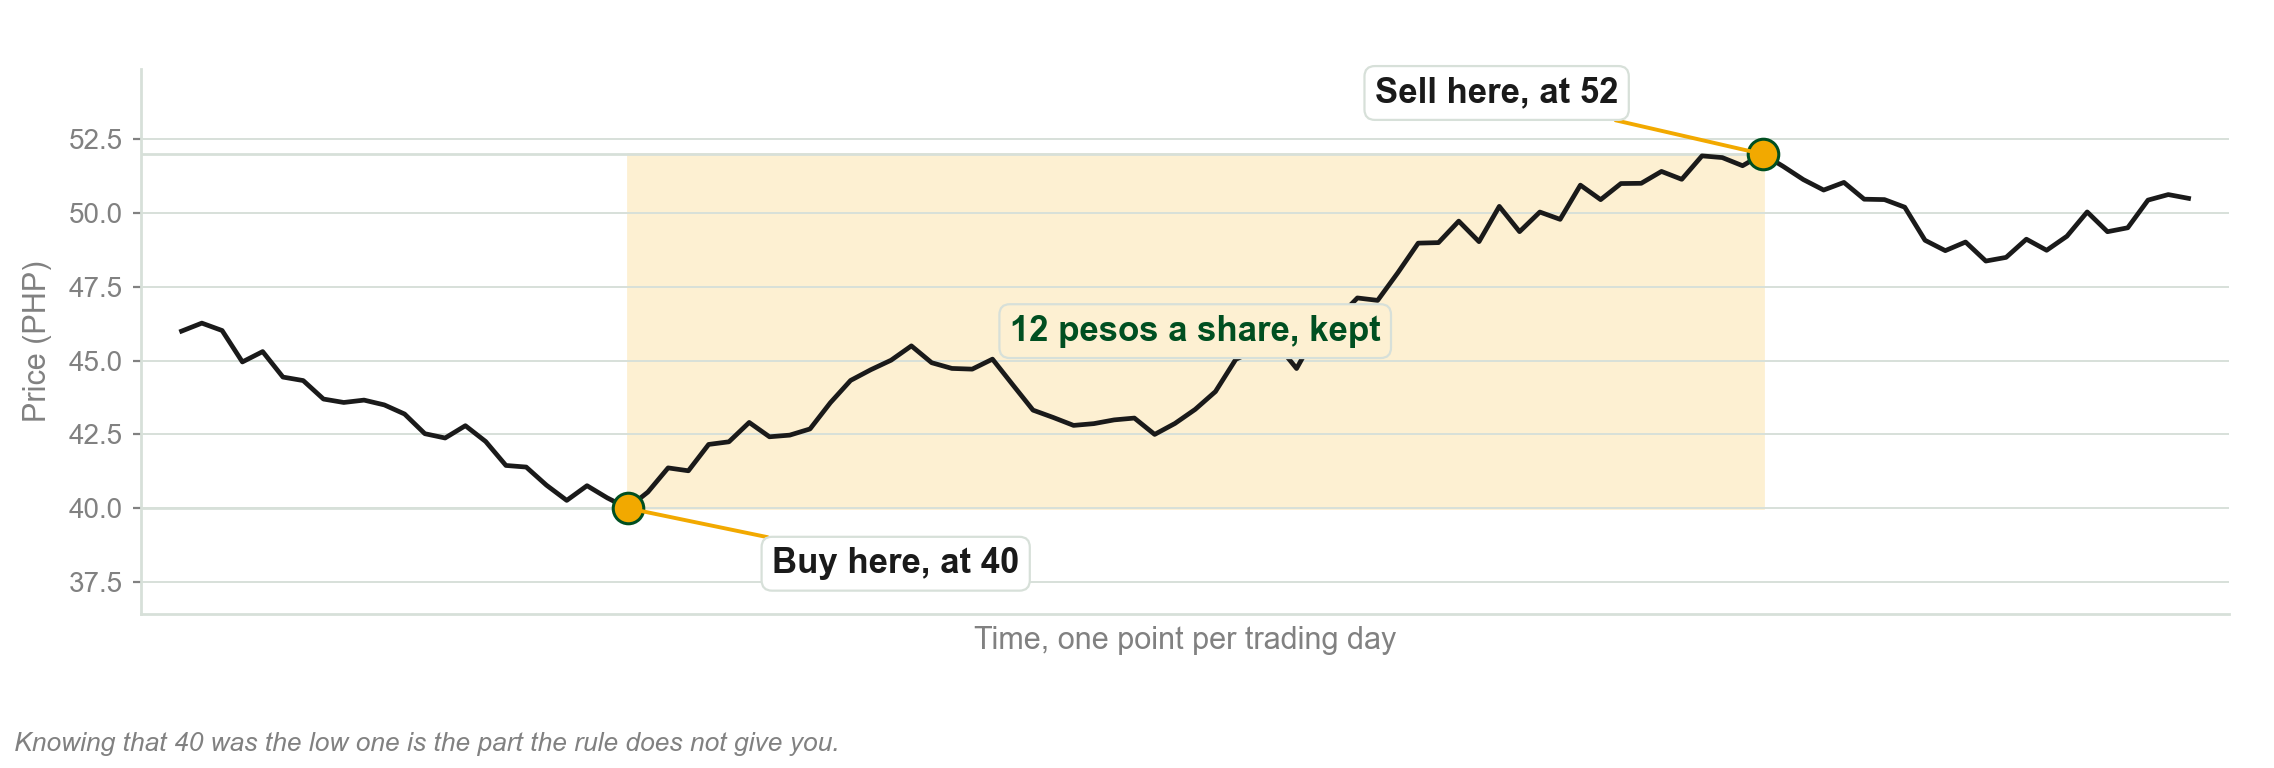 Sell here, at 52
52.5
50.0
47.5
45.0
42.5
40.0
37.5
Price (PHP)
12 pesos a share, kept
Buy here, at 40
Time, one point per trading day
Knowing that 40 was the low one is the part the rule does not give you.